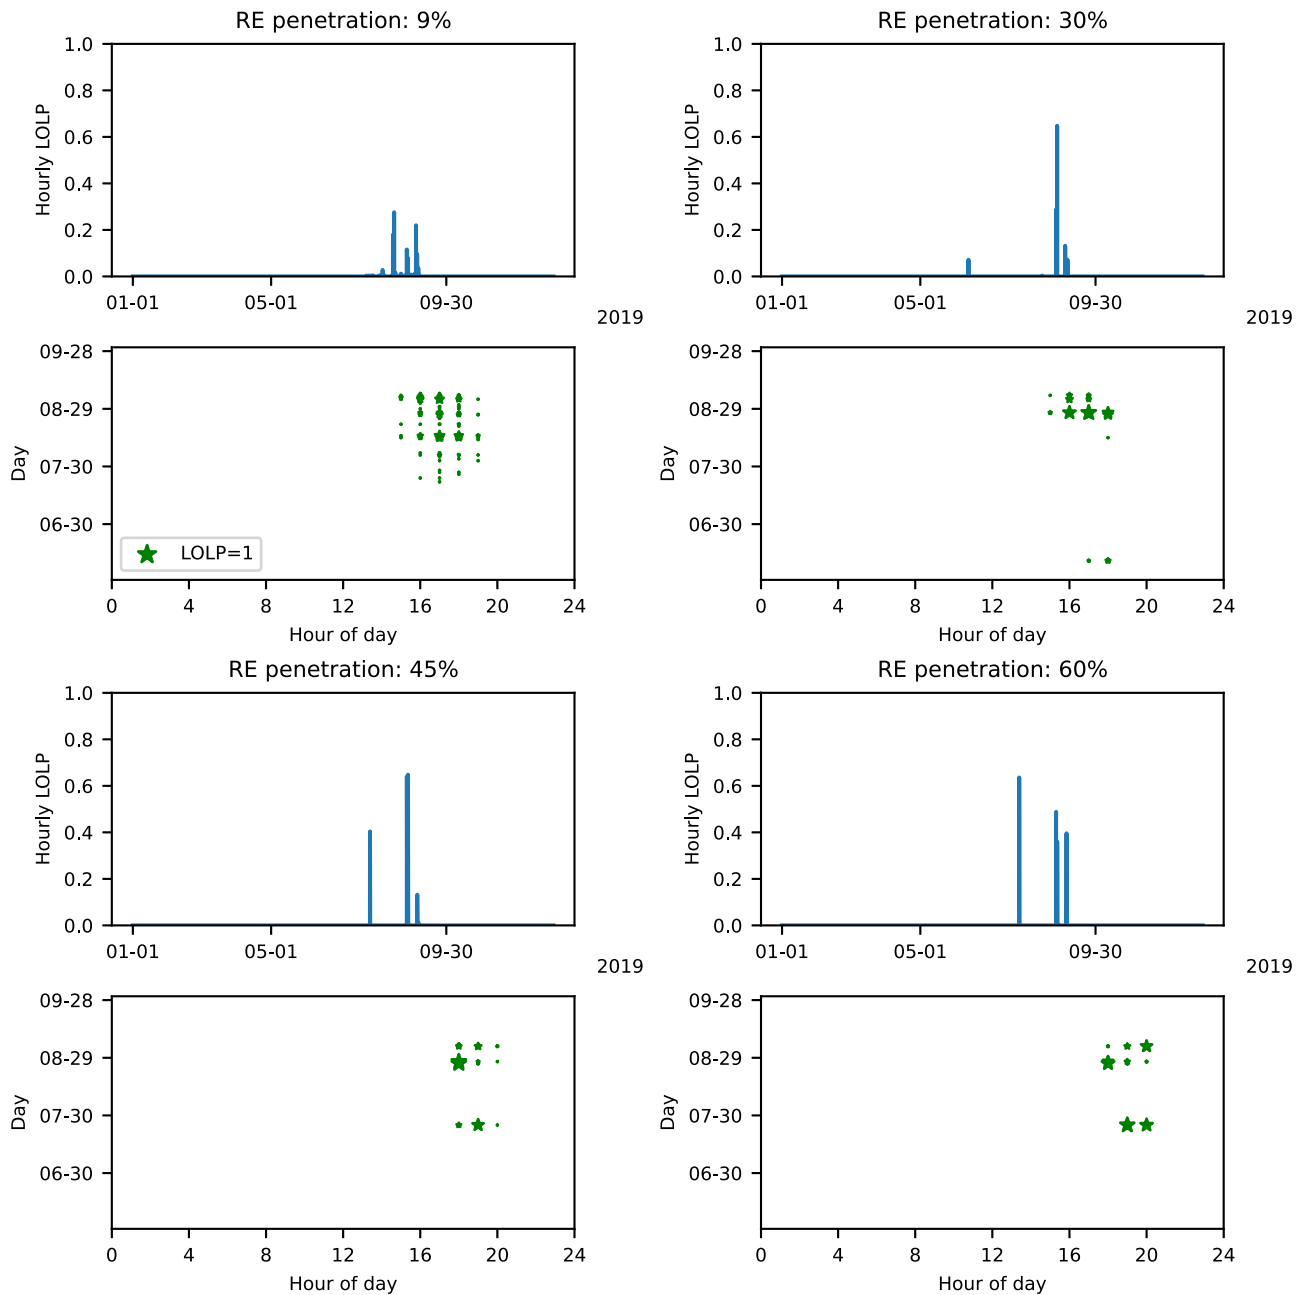 RE penetration: 9%
1.0
0.8
0.6
0.4
0.2
0.0
Hourly LOLP
01-01 05-01 09-30
2019
RE penetration: 30%
1.0
0.8
0.6
0.4
0.2
0.0
Hourly LOLP
01-01 05-01 09-30
2019
09-28
08-29
07-30
06-30
Day
LOLP=1
0 4 8 12 16 20 24
Hour of day
09-28
08-29
07-30
06-30
Day
0 4 8 12 16 20 24
Hour of day
RE penetration: 45%
1.0
0.8
0.6
0.4
0.2
0.0
Hourly LOLP
01-01 05-01 09-30
2019
RE penetration: 60%
1.0
0.8
0.6
0.4
0.2
0.0
Hourly LOLP
01-01 05-01 09-30
2019
09-28
08-29
07-30
06-30
Day
0 4 8 12 16 20 24
Hour of day
09-28
08-29
07-30
06-30
Day
0 4 8 12 16 20 24
Hour of day